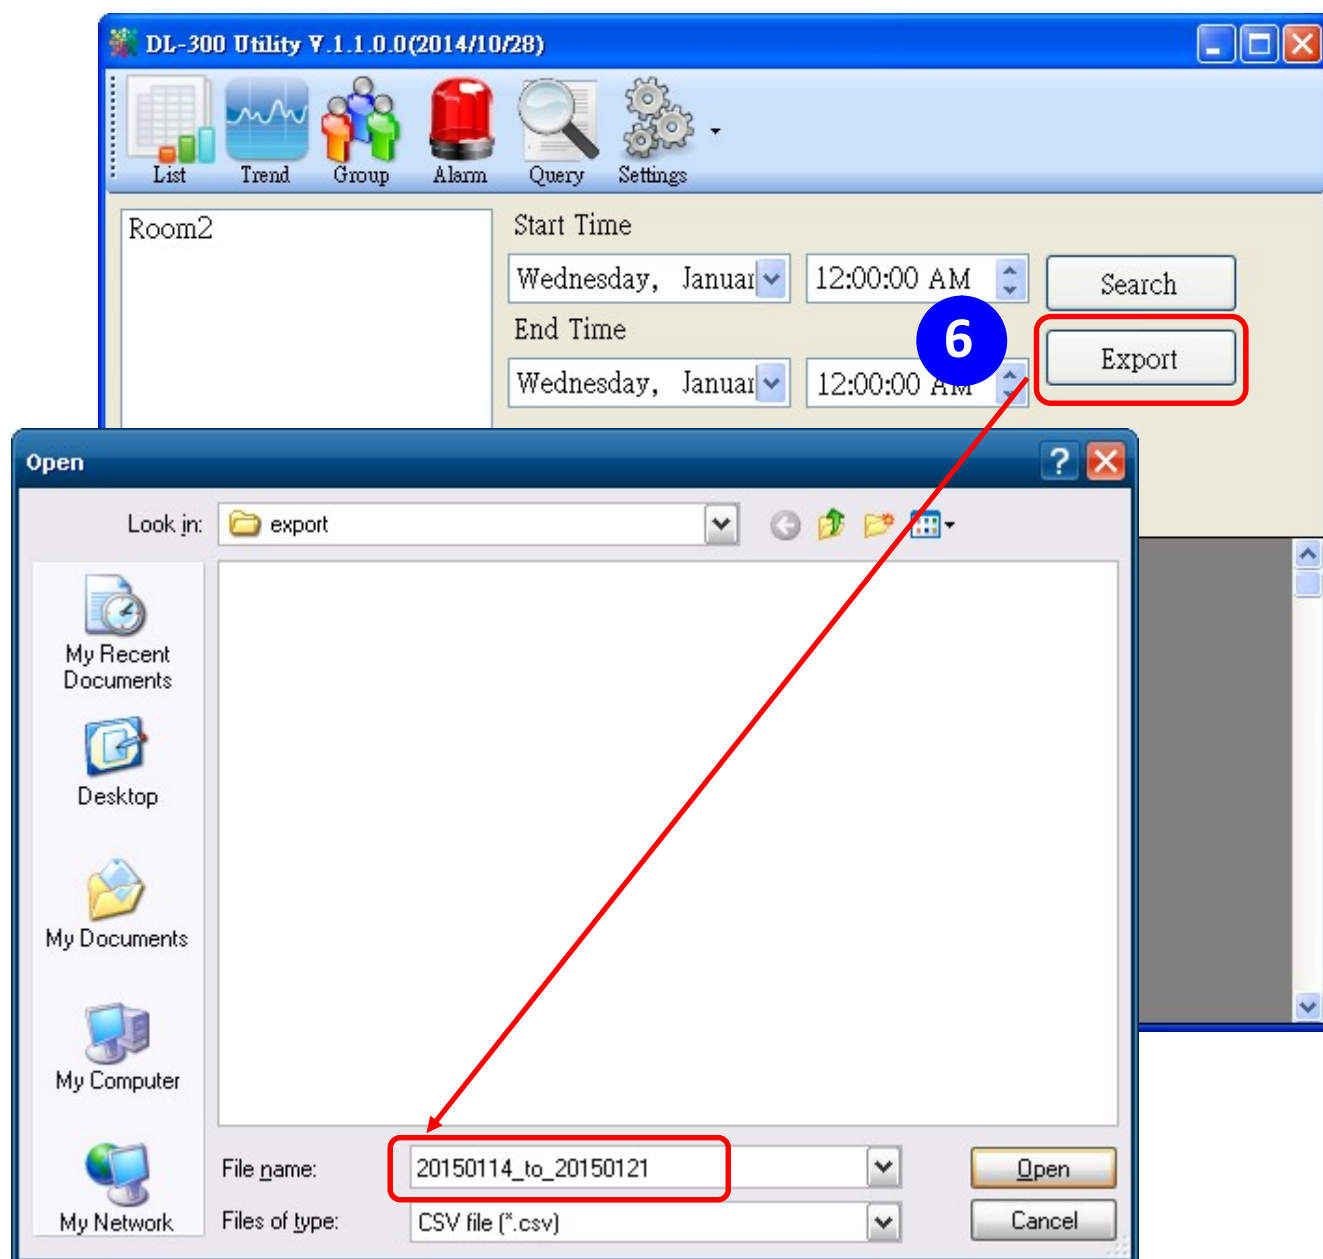 DL-300 Utility V.1.1.0.0(2014/10/28)
List Trend Group Alarm Query Settings
Room2
Start Time
Wednesday, Januar 12:00:00 AM Search
End Time
6
Wednesday, Januar 12:00:00 AM Export
Open
Look in: export
My Recent
Documents
Desktop
My Documents
My Computer
My Network
File name: 20150114_to_20150121 Open
Files of type: CSV file (*.csv) Cancel